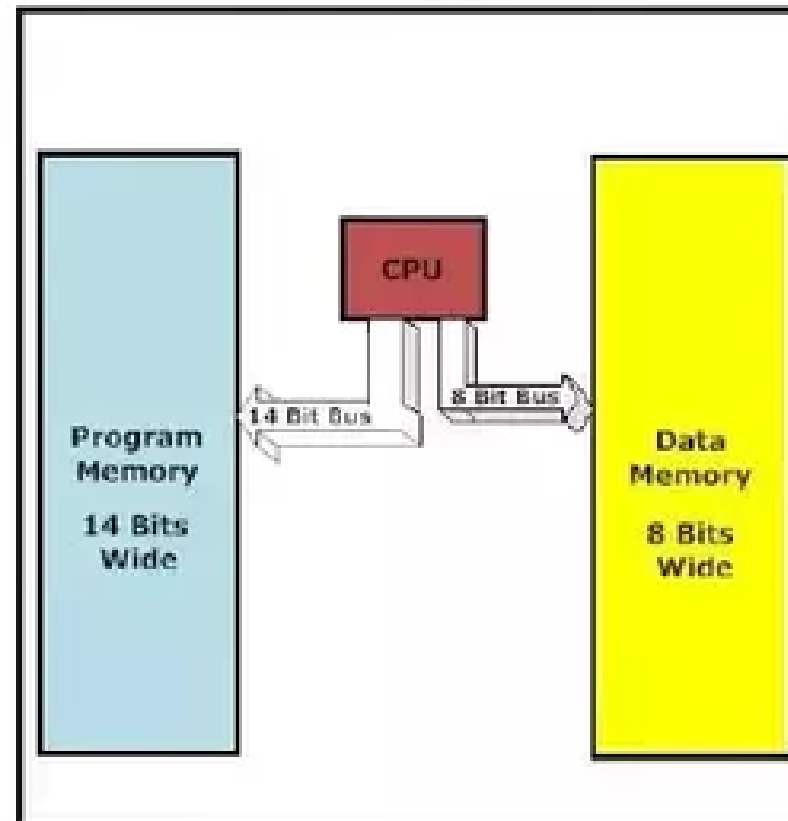 CPU
14 Bit Bus
8 Bit Bus
Program
Memory
14 Bits
Wide
Data
Memory
8 Bits
Wide